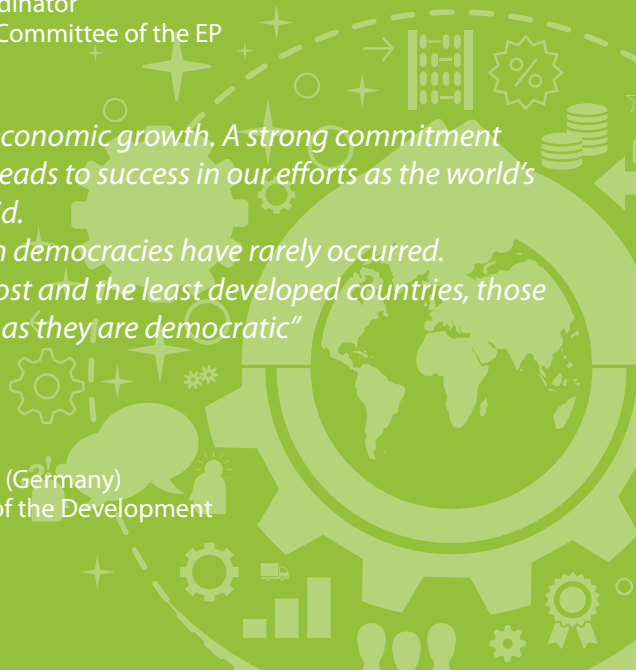 dinator
Committee of the EP
conomic growth. A strong commitment
eads to success in our efforts as the world's
id.
n democracies have rarely occurred.
ost and the least developed countries, those
as they are democratic”
(Germany)
of the Development